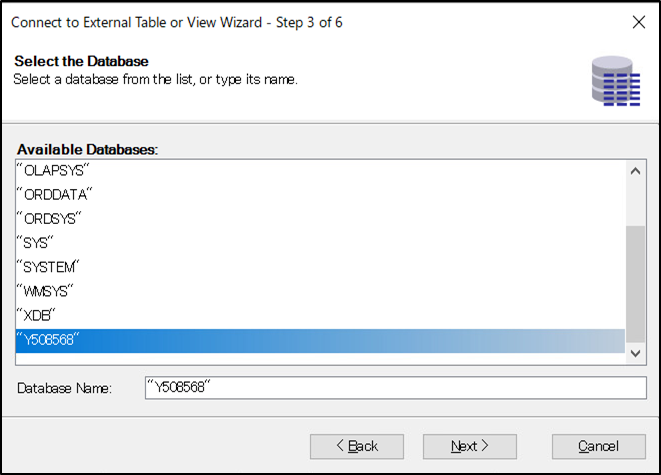 Connect to External Table or View Wizard - Step 3 of 6
Select the Database
Select a database from the list, or type its name.
Available Databases:
"OLAPSYS"
"ORDDATA"
"ORDSYS"
"SYS"
"SYSTEM"
"WMSYS"
"XDB"
"Y508568"
Database Name: "Y508568"
< Back Next > Cancel